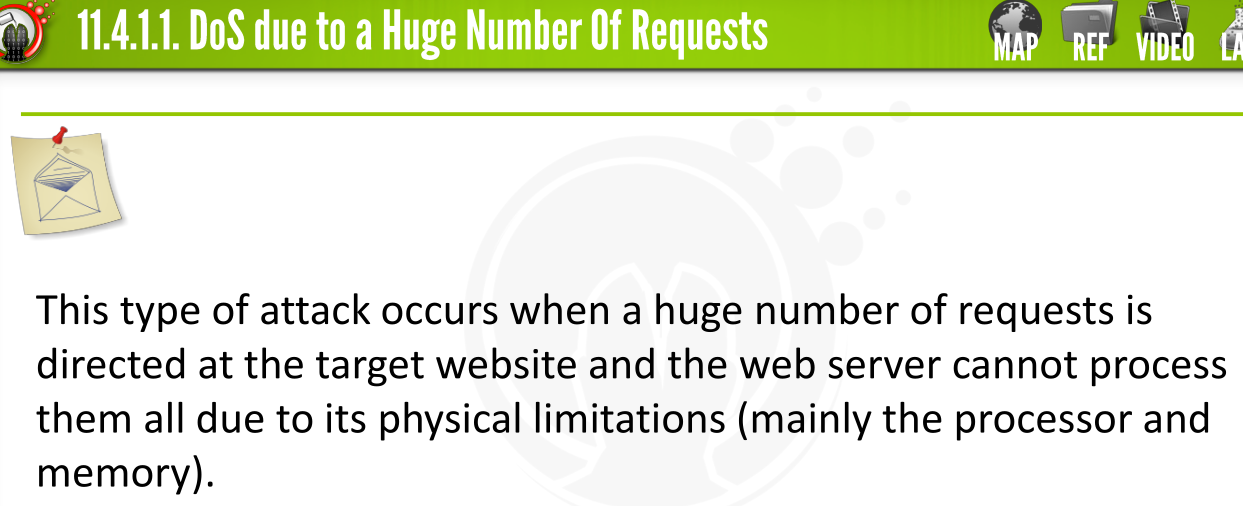 11.4.1.1. DoS due to a Huge Number Of Requests
MAP REF VIDEO LA
This type of attack occurs when a huge number of requests is
directed at the target website and the web server cannot process
them all due to its physical limitations (mainly the processor and
memory).